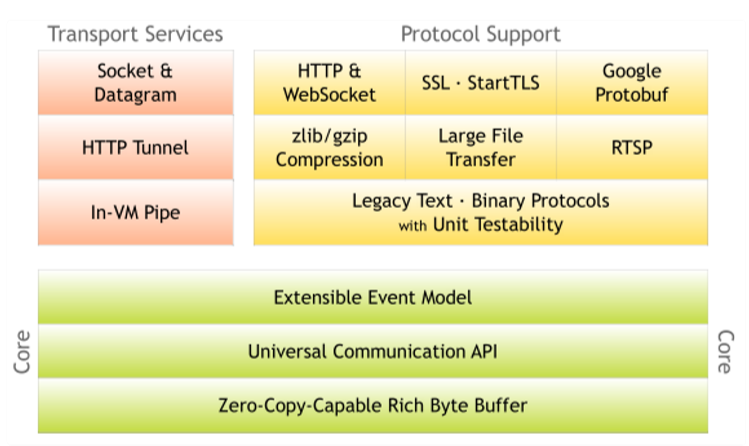 Transport Services
Protocol Support
Socket &
Datagram
HTTP Tunnel
In-VM Pipe
HTTP &
WebSocket
SSL · StartTLS
Google
Protobuf
zlib/gzip
Compression
Large File
Transfer
RTSP
Legacy Text · Binary Protocols
with Unit Testability
Core
Extensible Event Model
Universal Communication API
Zero-Copy-Capable Rich Byte Buffer
Core